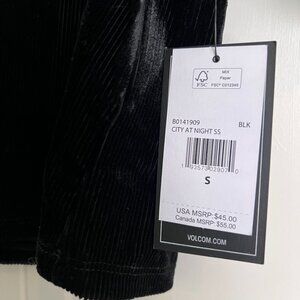 FSC
MIX
Paper
B0141909 BLK
CITY AT NIGHT SS
S
USA MSRP: $45.00
Canada MSRP: $55.00
VOLCOM.COM